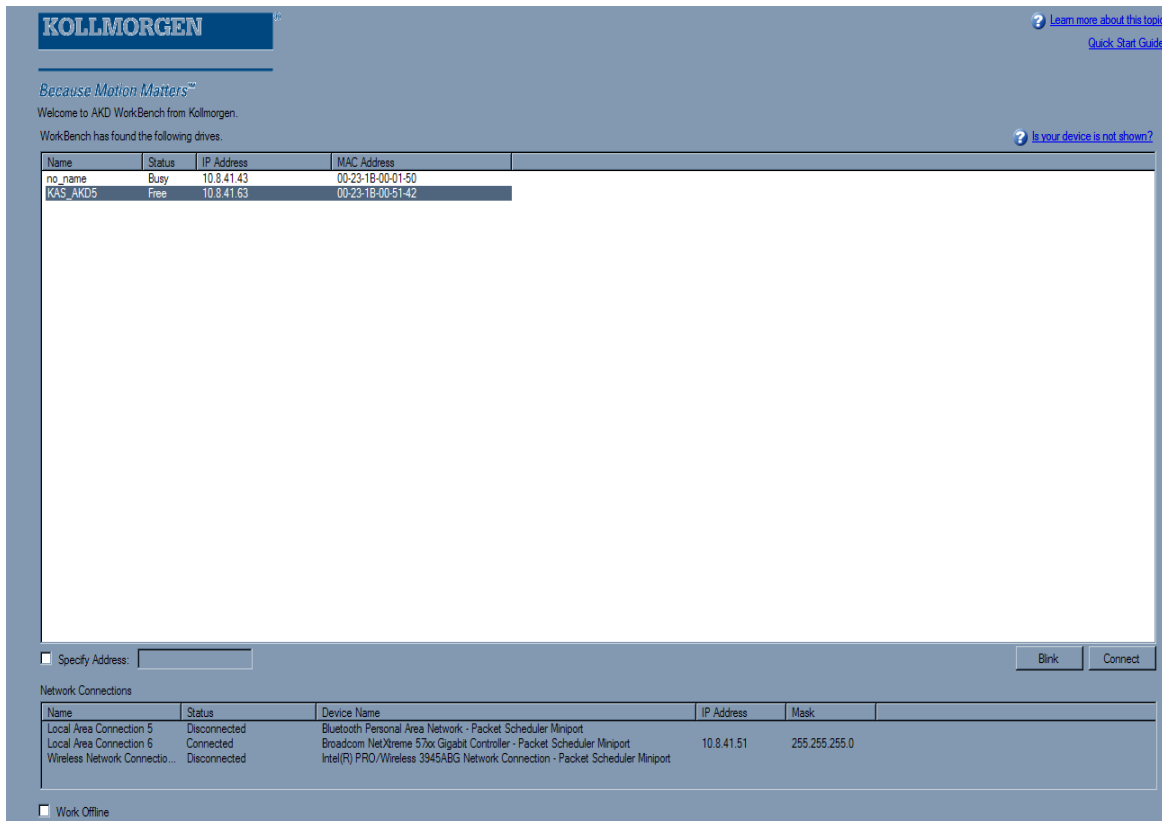 KOLLMORGEN®
Learn more about this topic
Quick Start Guide
Because Motion Matters™
Welcome to AKD WorkBench from Kollmorgen.
WorkBench has found the following drives.
Is your device is not shown?
Name Status IP Address MAC Address
no_name Busy 10.8.41.43 00-23-1B-00-01-50
KAS_AKD5 Free 10.8.41.63 00-23-1B-00-51-42
Specify Address:
Blink Connect
Network Connections
Name Status Device Name IP Address Mask
Local Area Connection 5 Disconnected Bluetooth Personal Area Network - Packet Scheduler Miniport
Local Area Connection 6 Connected Broadcom NetXtreme 57xx Gigabit Controller - Packet Scheduler Miniport 10.8.41.51 255.255.255.0
Wireless Network Connectio... Disconnected Intel(R) PRO/Wireless 3945ABG Network Connection - Packet Scheduler Miniport
Work Offline